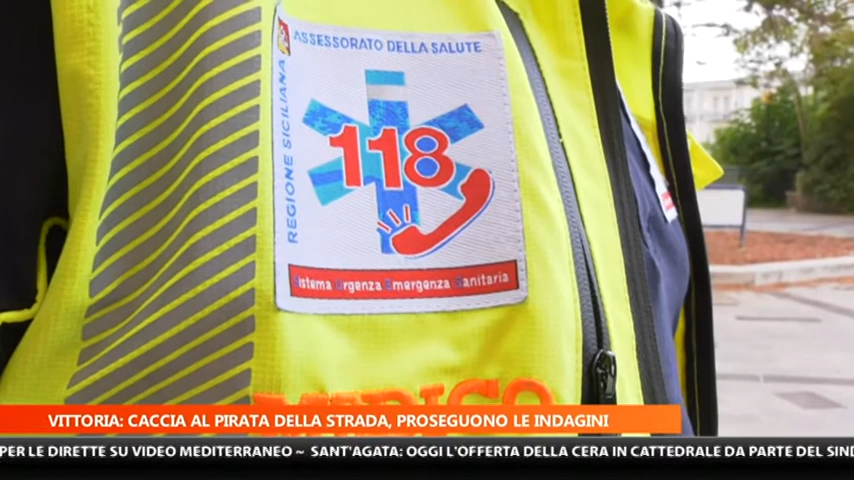 ASSESSORATO DELLA SALUTE
REGIONE SICILIANA
118
Sistema Urgenza Emergenza Sanitaria
MEDICO
VITTORIA: CACCIA AL PIRATA DELLA STRADA, PROSEGUONO LE INDAGINI
PER LE DIRETTE SU VIDEO MEDITERRANEO ~ SANT'AGATA: OGGI L'OFFERTA DELLA CERA IN CATTEDRALE DA PARTE DEL SIND